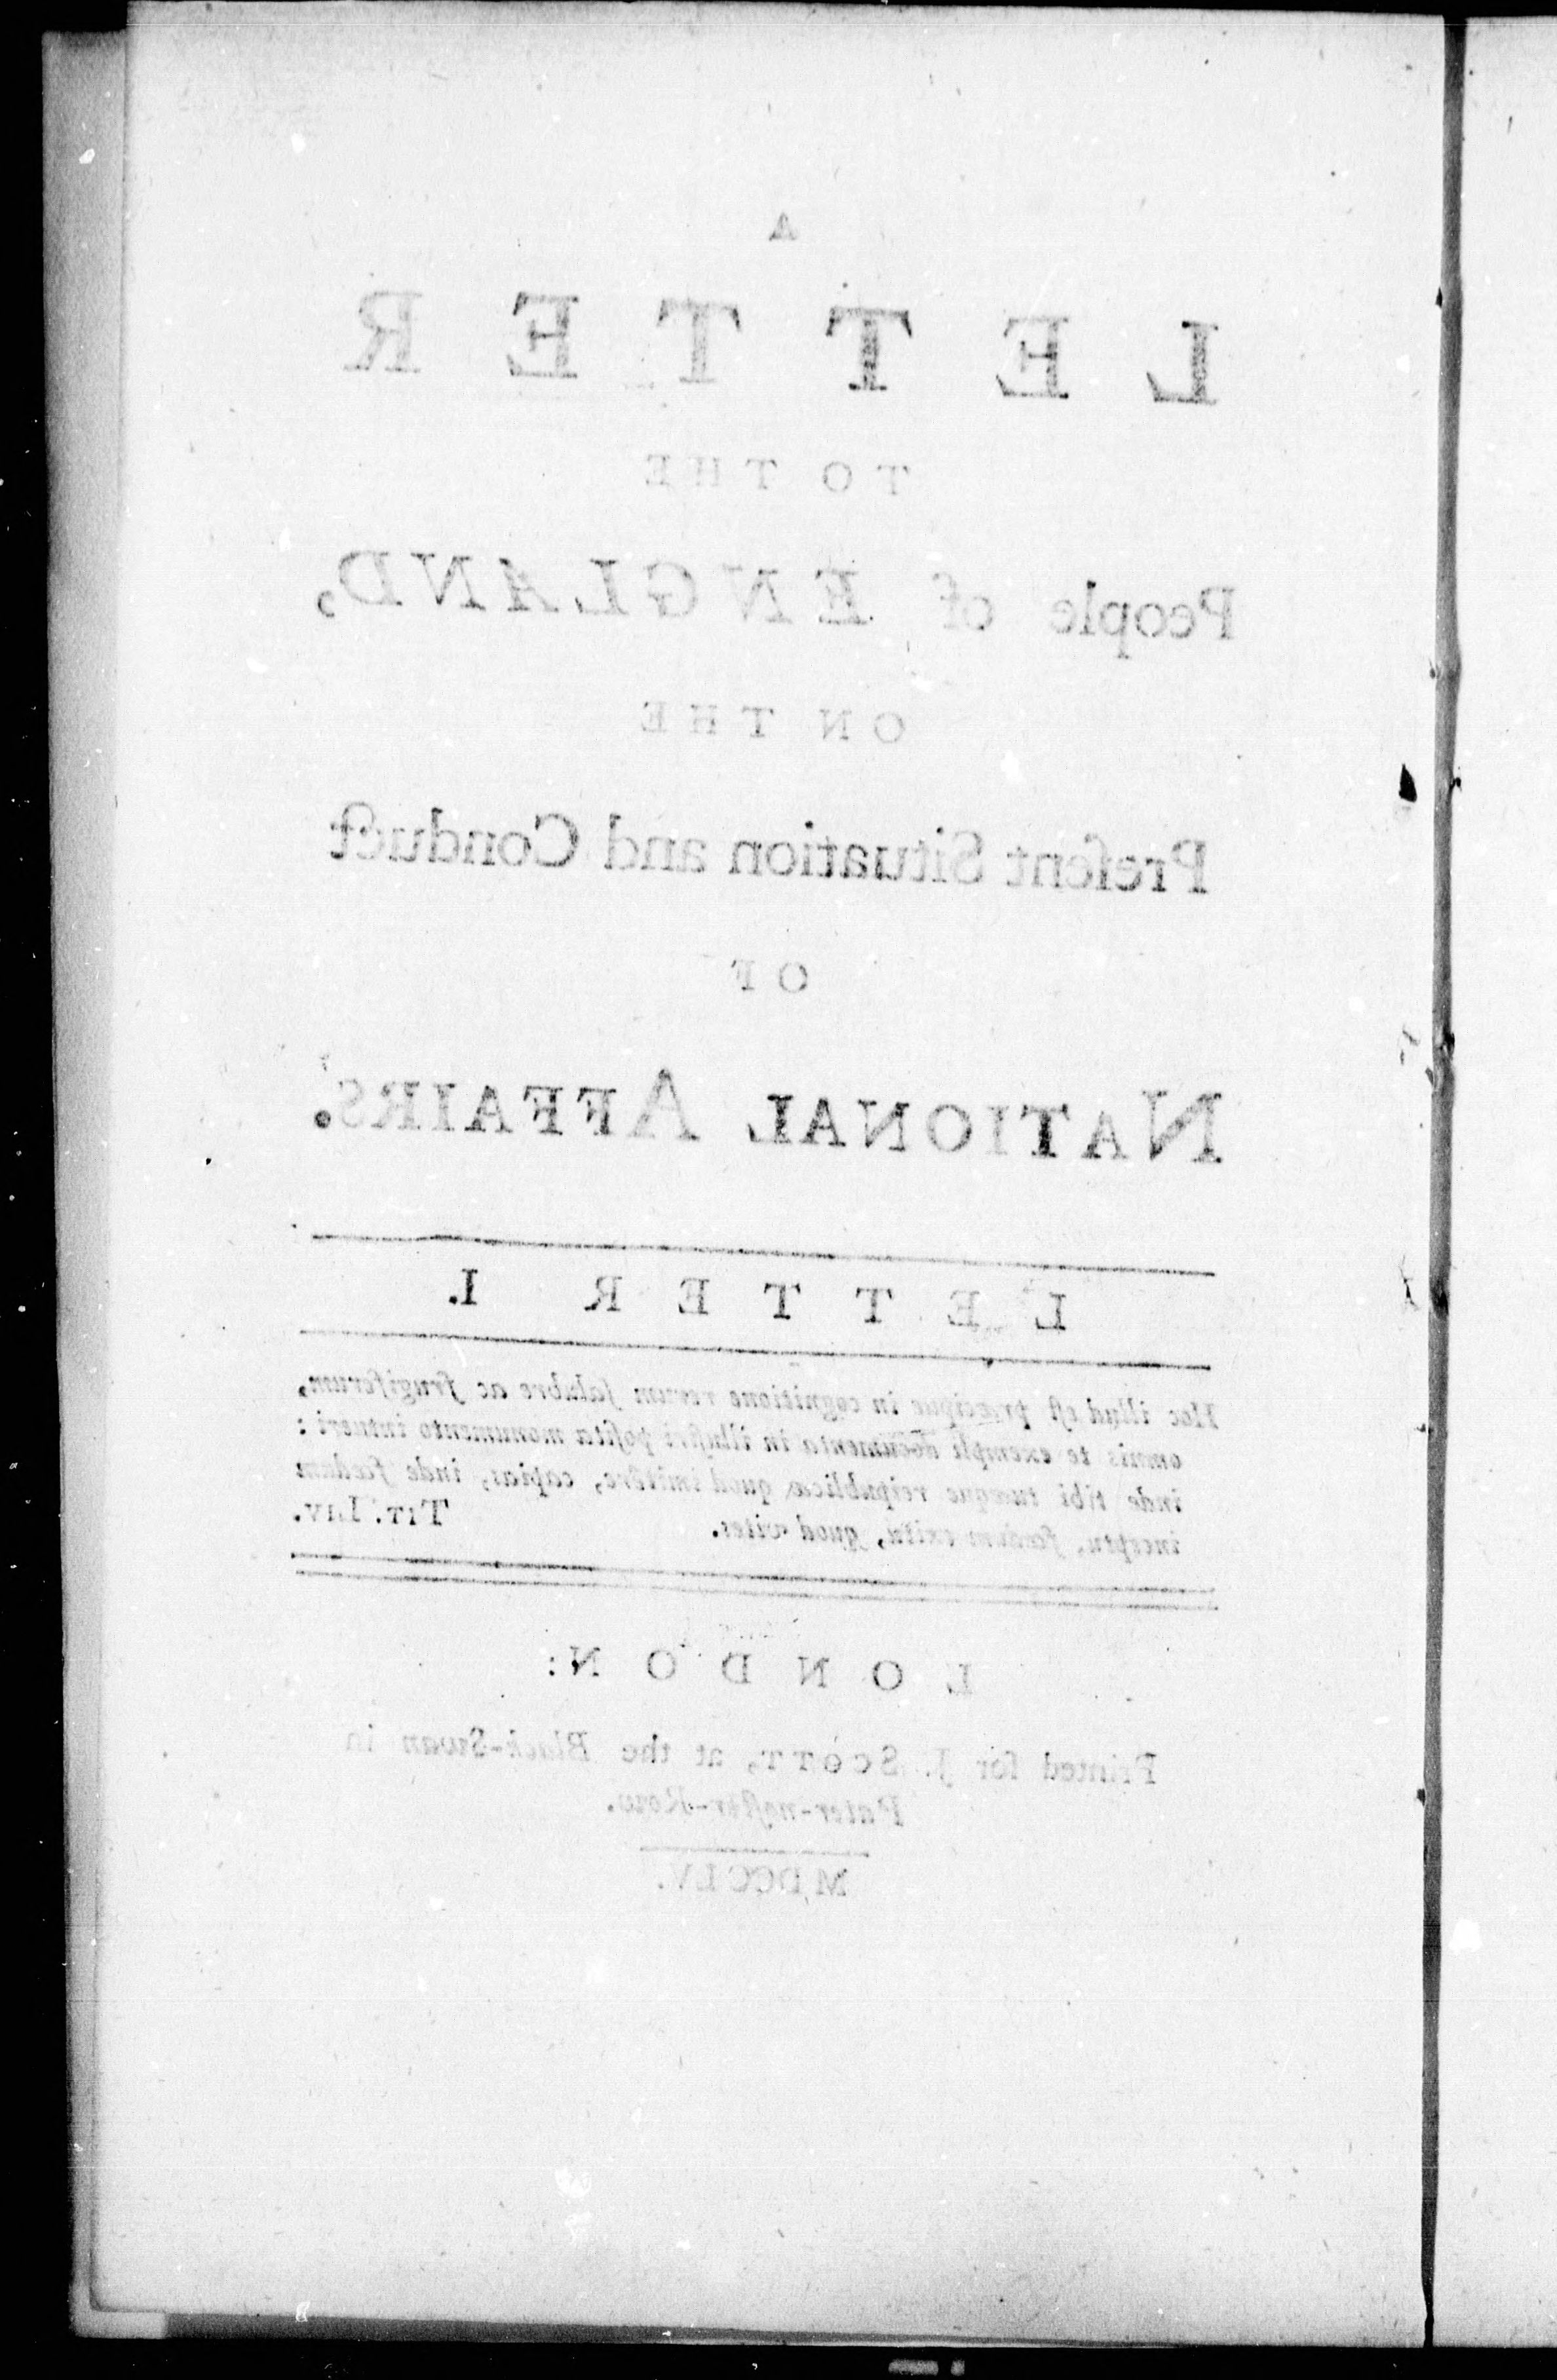 A
LETTER
TO THE
People of ENGLAND,
ON THE
Preſent Situation and Conduct
OF
NATIONAL AFFAIRS.
LETTER I.
Hoc illud eſt præcipue in cognitione rerum ſalubre ac frugiferum,
omnis te exempli documenta in illuſtri poſita monumento intueri:
inde tibi tuæque reipublicæ quod imitêre, capias, inde fœdum
inceptu, fœdum exitu, quod vites. TIT. LIV.
LONDON:
Printed for J. SCOTT, at the Black-Swan in
Pater-noſter-Row.
MDCCLV.